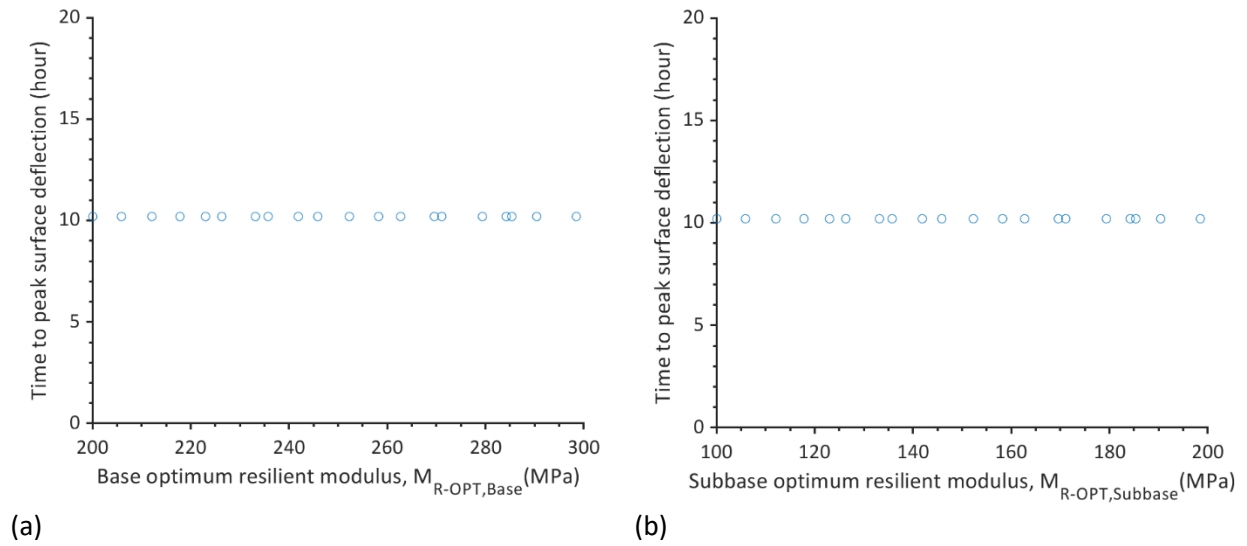 Time to peak surface deflection (hour)
20
15
10
5
0
200 220 240 260 280 300
Base optimum resilient modulus, M_R-OPT,Base (MPa)
(a)
Time to peak surface deflection (hour)
20
15
10
5
0
100 120 140 160 180 200
Subbase optimum resilient modulus, M_R-OPT,Subbase (MPa)
(b)